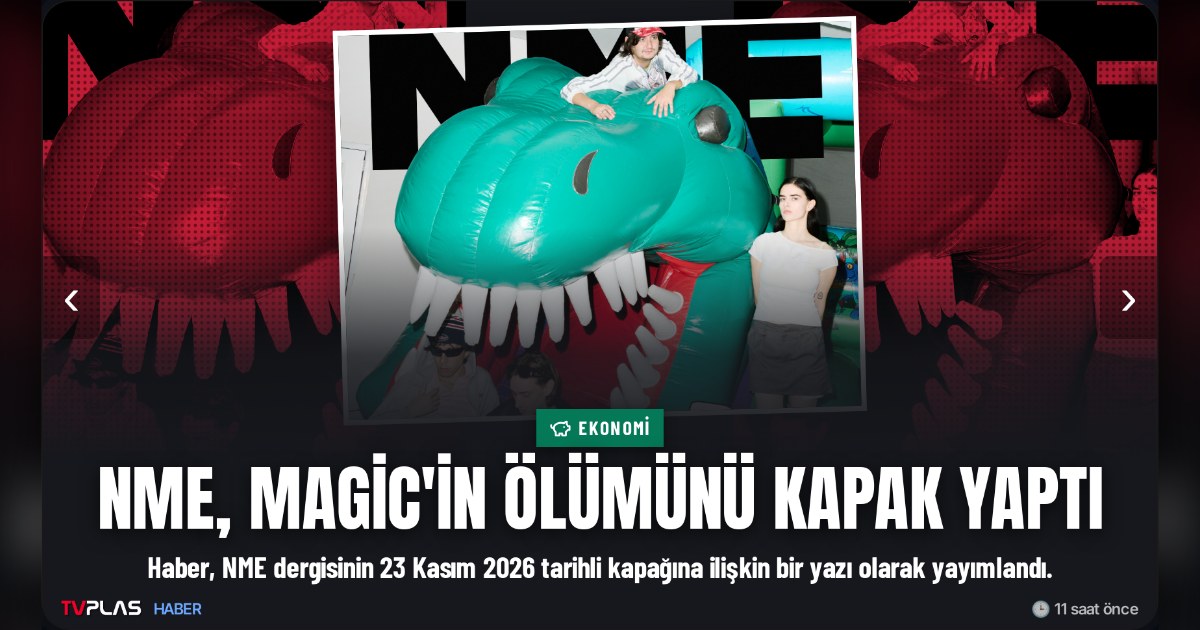 NME
EKONOMİ
NME, MAGİC'İN ÖLÜMÜNÜ KAPAK YAPTI
Haber, NME dergisinin 23 Kasım 2026 tarihli kapağına ilişkin bir yazı olarak yayımlandı.
TVPLAS HABER
11 saat önce